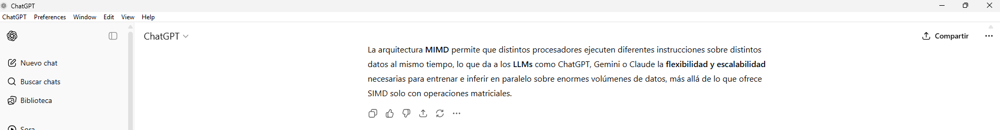 ChatGPT
ChatGPT Preferences Window Edit View Help
ChatGPT
Compartir
Nuevo chat
Buscar chats
Biblioteca
Sora
La arquitectura MIMD permite que distintos procesadores ejecuten diferentes instrucciones sobre distintos
datos al mismo tiempo, lo que da a los LLMs como ChatGPT, Gemini o Claude la flexibilidad y escalabilidad
necesarias para entrenar e inferir en paralelo sobre enormes volúmenes de datos, más allá de lo que ofrece
SIMD solo con operaciones matriciales.